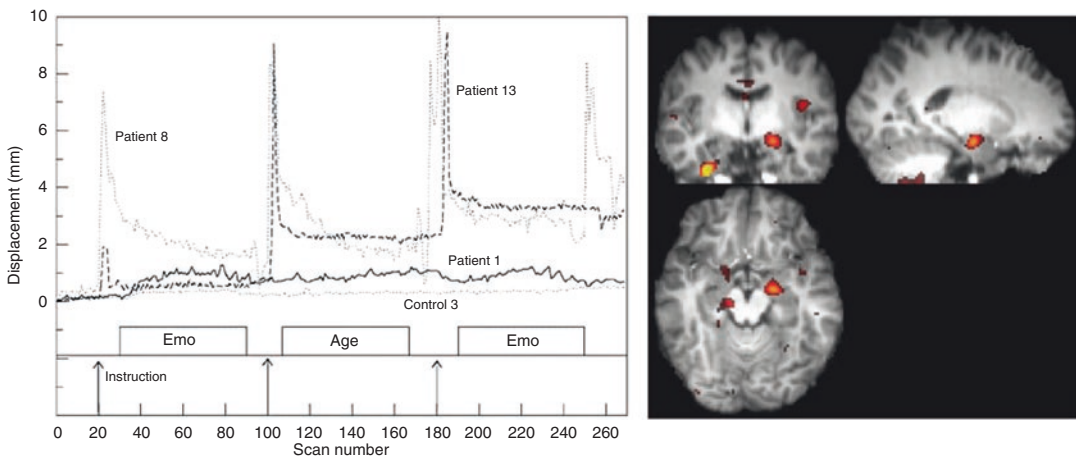 10
8
6
4
2
0
Displacement (mm)
Patient 8
Patient 13
Patient 1
Control 3
Emo
Age
Emo
Instruction
0 20 40 60 80 100 120 140 160 180 200 220 240 260
Scan number